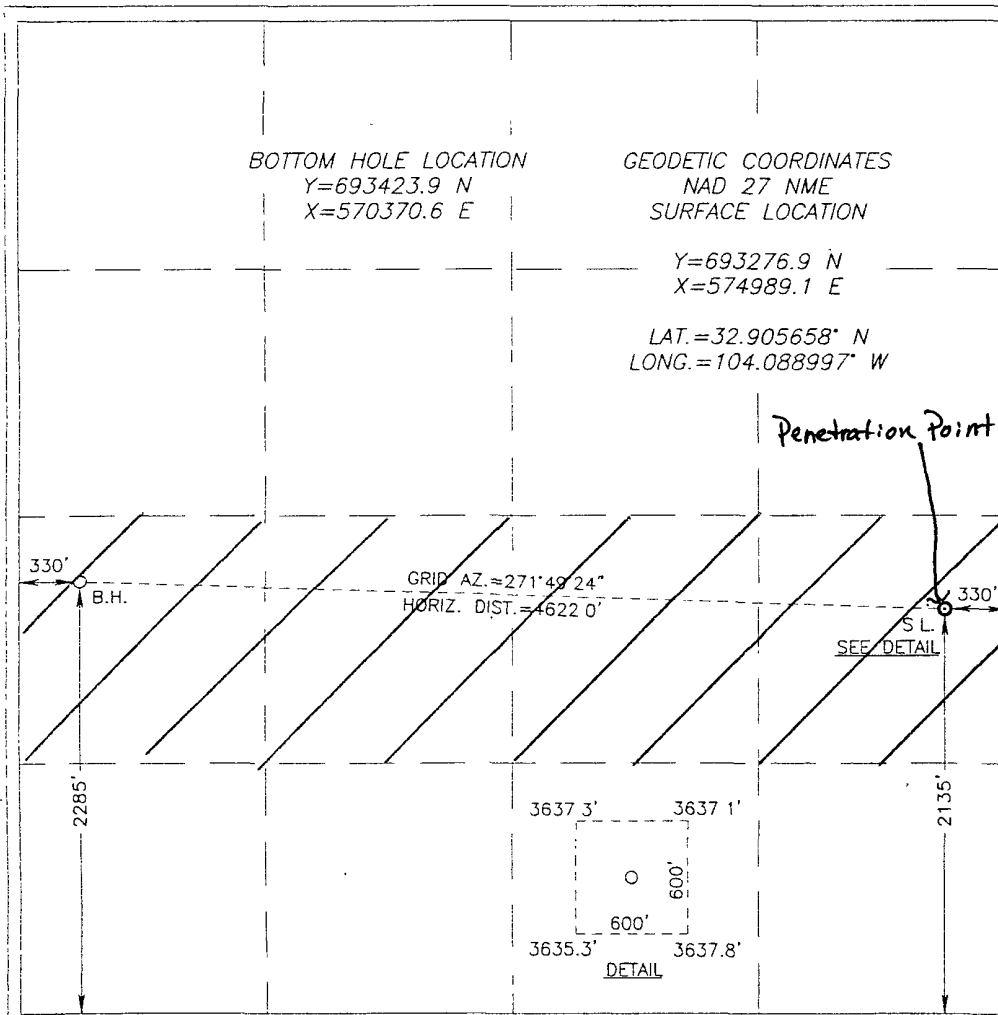 BOTTOM HOLE LOCATION
Y=693423.9 N
X=570370.6 E
GEODETIC COORDINATES
NAD 27 NME
SURFACE LOCATION
Y=693276.9 N
X=574989.1 E
LAT.=32.905658° N
LONG.=104.088997° W
Penetration Point
330'
B.H.
GRID AZ.=271°49'24"
HORIZ. DIST.=4622 0'
330'
S L.
SEE DETAIL
2285'
2135'
3637 3'
3637 1'
600'
600'
3635.3'
3637.8'
DETAIL